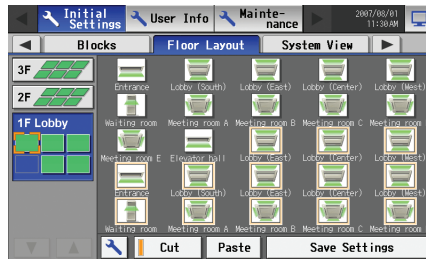 Initial Settings
User Info
Mainte-nance
2007/08/01
11:30AM
Blocks
Floor Layout
System View
3F
2F
1F Lobby
Entrance
Lobby (South)
Lobby (East)
Lobby (Center)
Lobby (West)
Waiting room
Meeting room A
Meeting room B
Meeting room C
Meeting room
Meeting room E
Elevator hall
Lobby (East)
Lobby (Center)
Lobby (West)
Entrance
Lobby (South)
Lobby (East)
Lobby (Center)
Lobby (West)
Waiting room
Meeting room A
Meeting room B
Meeting room C
Meeting room
Cut
Paste
Save Settings